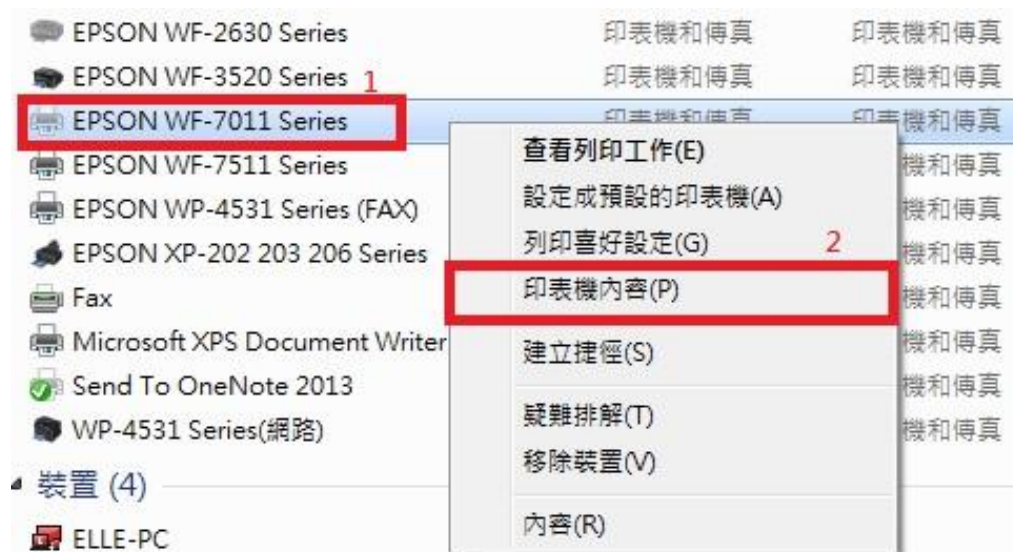 EPSON WF-2630 Series 印表機和傳真 印表機和傳真
EPSON WF-3520 Series 1 印表機和傳真 印表機和傳真
EPSON WF-7011 Series 印表機和傳真 印表機和傳真
EPSON WF-7511 Series 機和傳真
EPSON WP-4531 Series (FAX) 機和傳真
EPSON XP-202 203 206 Series 機和傳真
Fax 機和傳真
Microsoft XPS Document Writer 機和傳真
Send To OneNote 2013 機和傳真
WP-4531 Series(網路) 機和傳真
裝置 (4)
ELLE-PC
查看列印工作(E)
設定成預設的印表機(A)
列印喜好設定(G) 2
印表機內容(P)
建立捷徑(S)
疑難排解(T)
移除裝置(V)
內容(R)